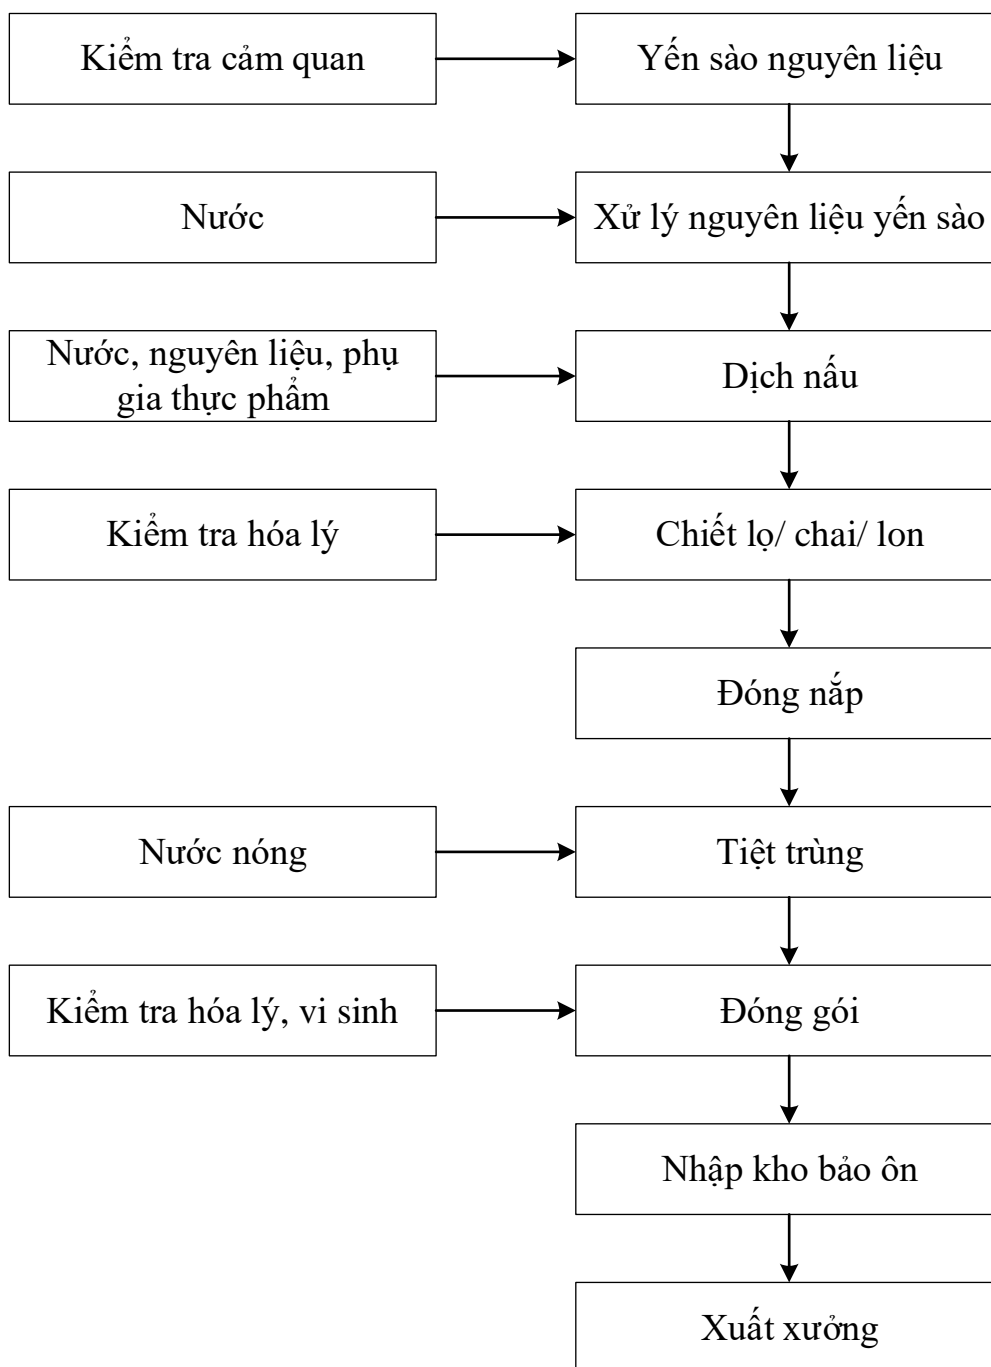 Kiểm tra cảm quan
Yến sào nguyên liệu
Nước
Xử lý nguyên liệu yến sào
Nước, nguyên liệu, phụ
gia thực phẩm
Dịch nấu
Kiểm tra hóa lý
Chiết lọ/ chai/ lon
Đóng nắp
Nước nóng
Tiệt trùng
Kiểm tra hóa lý, vi sinh
Đóng gói
Nhập kho bảo ôn
Xuất xưởng